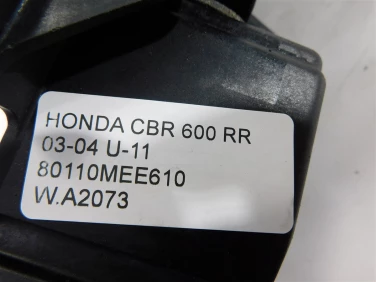 HONDA CBR 600 RR
03-04 U-11
80110MEE610
W.A2073